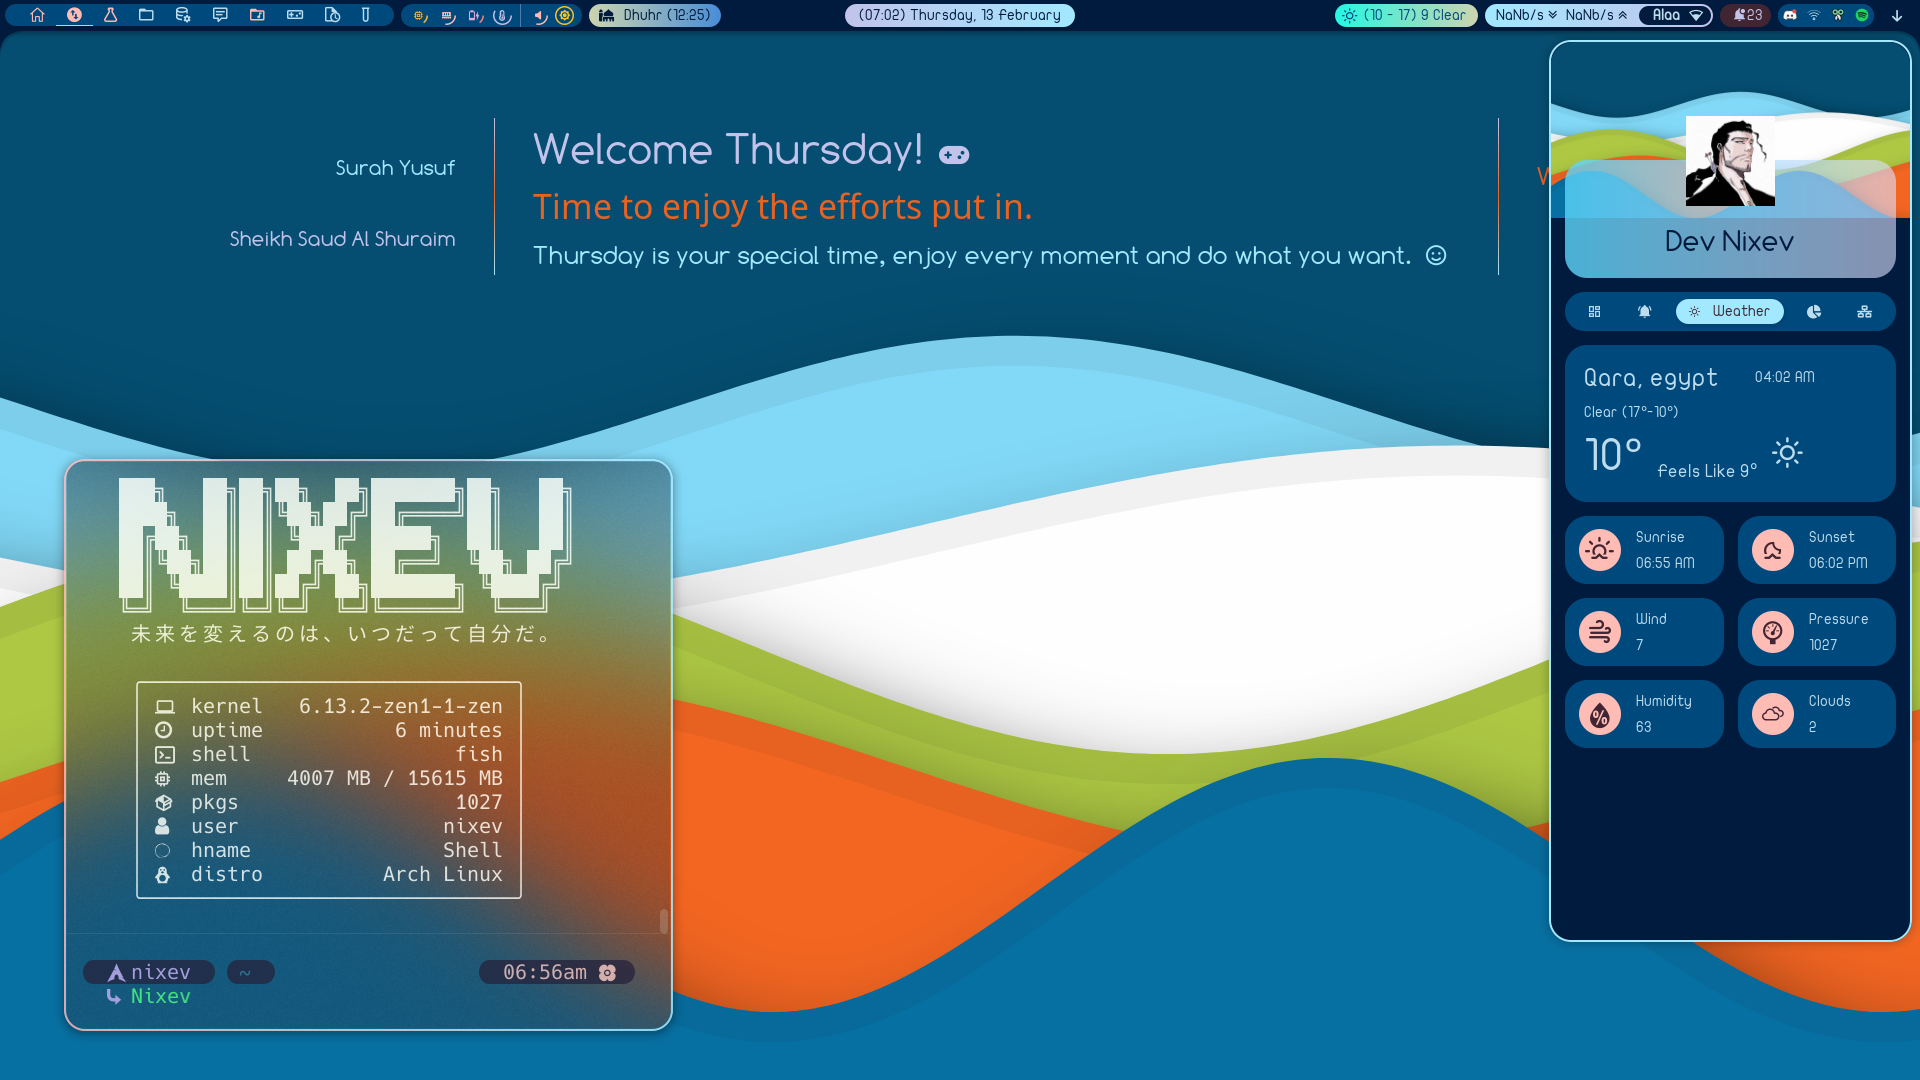 Dhuhr (12:25)
(07:02) Thursday, 13 February
(10 - 17) 9 Clear
NaNb/s NaNb/s Alaa
23
Surah Yusuf
Sheikh Saud Al Shuraim
Welcome Thursday!
Time to enjoy the efforts put in.
Thursday is your special time, enjoy every moment and do what you want.
Dev Nixev
Weather
Qara, egypt 04:02 AM
Clear (17°-10°)
10° Feels Like 9°
Sunrise
06:55 AM
Sunset
06:02 PM
Wind
7
Pressure
1027
Humidity
63
Clouds
2
NIXEV
未来を変えるのは、いつだって自分だ。
kernel 6.13.2-zen1-1-zen
uptime 6 minutes
shell fish
mem 4007 MB / 15615 MB
pkgs 1027
user nixev
hname Shell
distro Arch Linux
nixev ~ 06:56am
Nixev